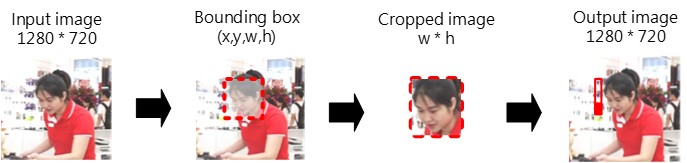 Input image
1280 * 720
Bounding box
(x,y,w,h)
Cropped image
w * h
Output image
1280 * 720